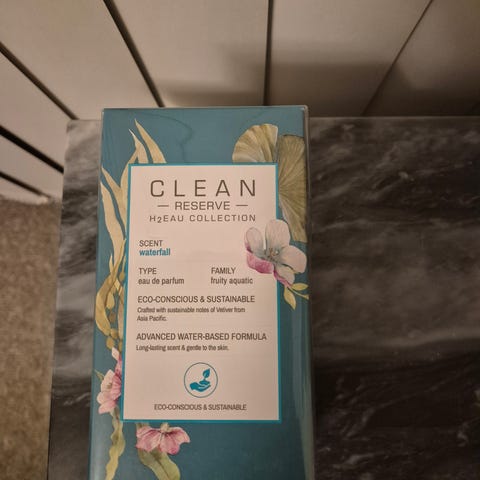 CLEAN
— RESERVE —
H2EAU COLLECTION
SCENT
waterfall
TYPE FAMILY
eau de parfum fruity aquatic
ECO-CONSCIOUS & SUSTAINABLE
Crafted with sustainable notes of Vetiver from
Asia Pacific.
ADVANCED WATER-BASED FORMULA
Long-lasting scent & gentle to the skin.
ECO-CONSCIOUS & SUSTAINABLE